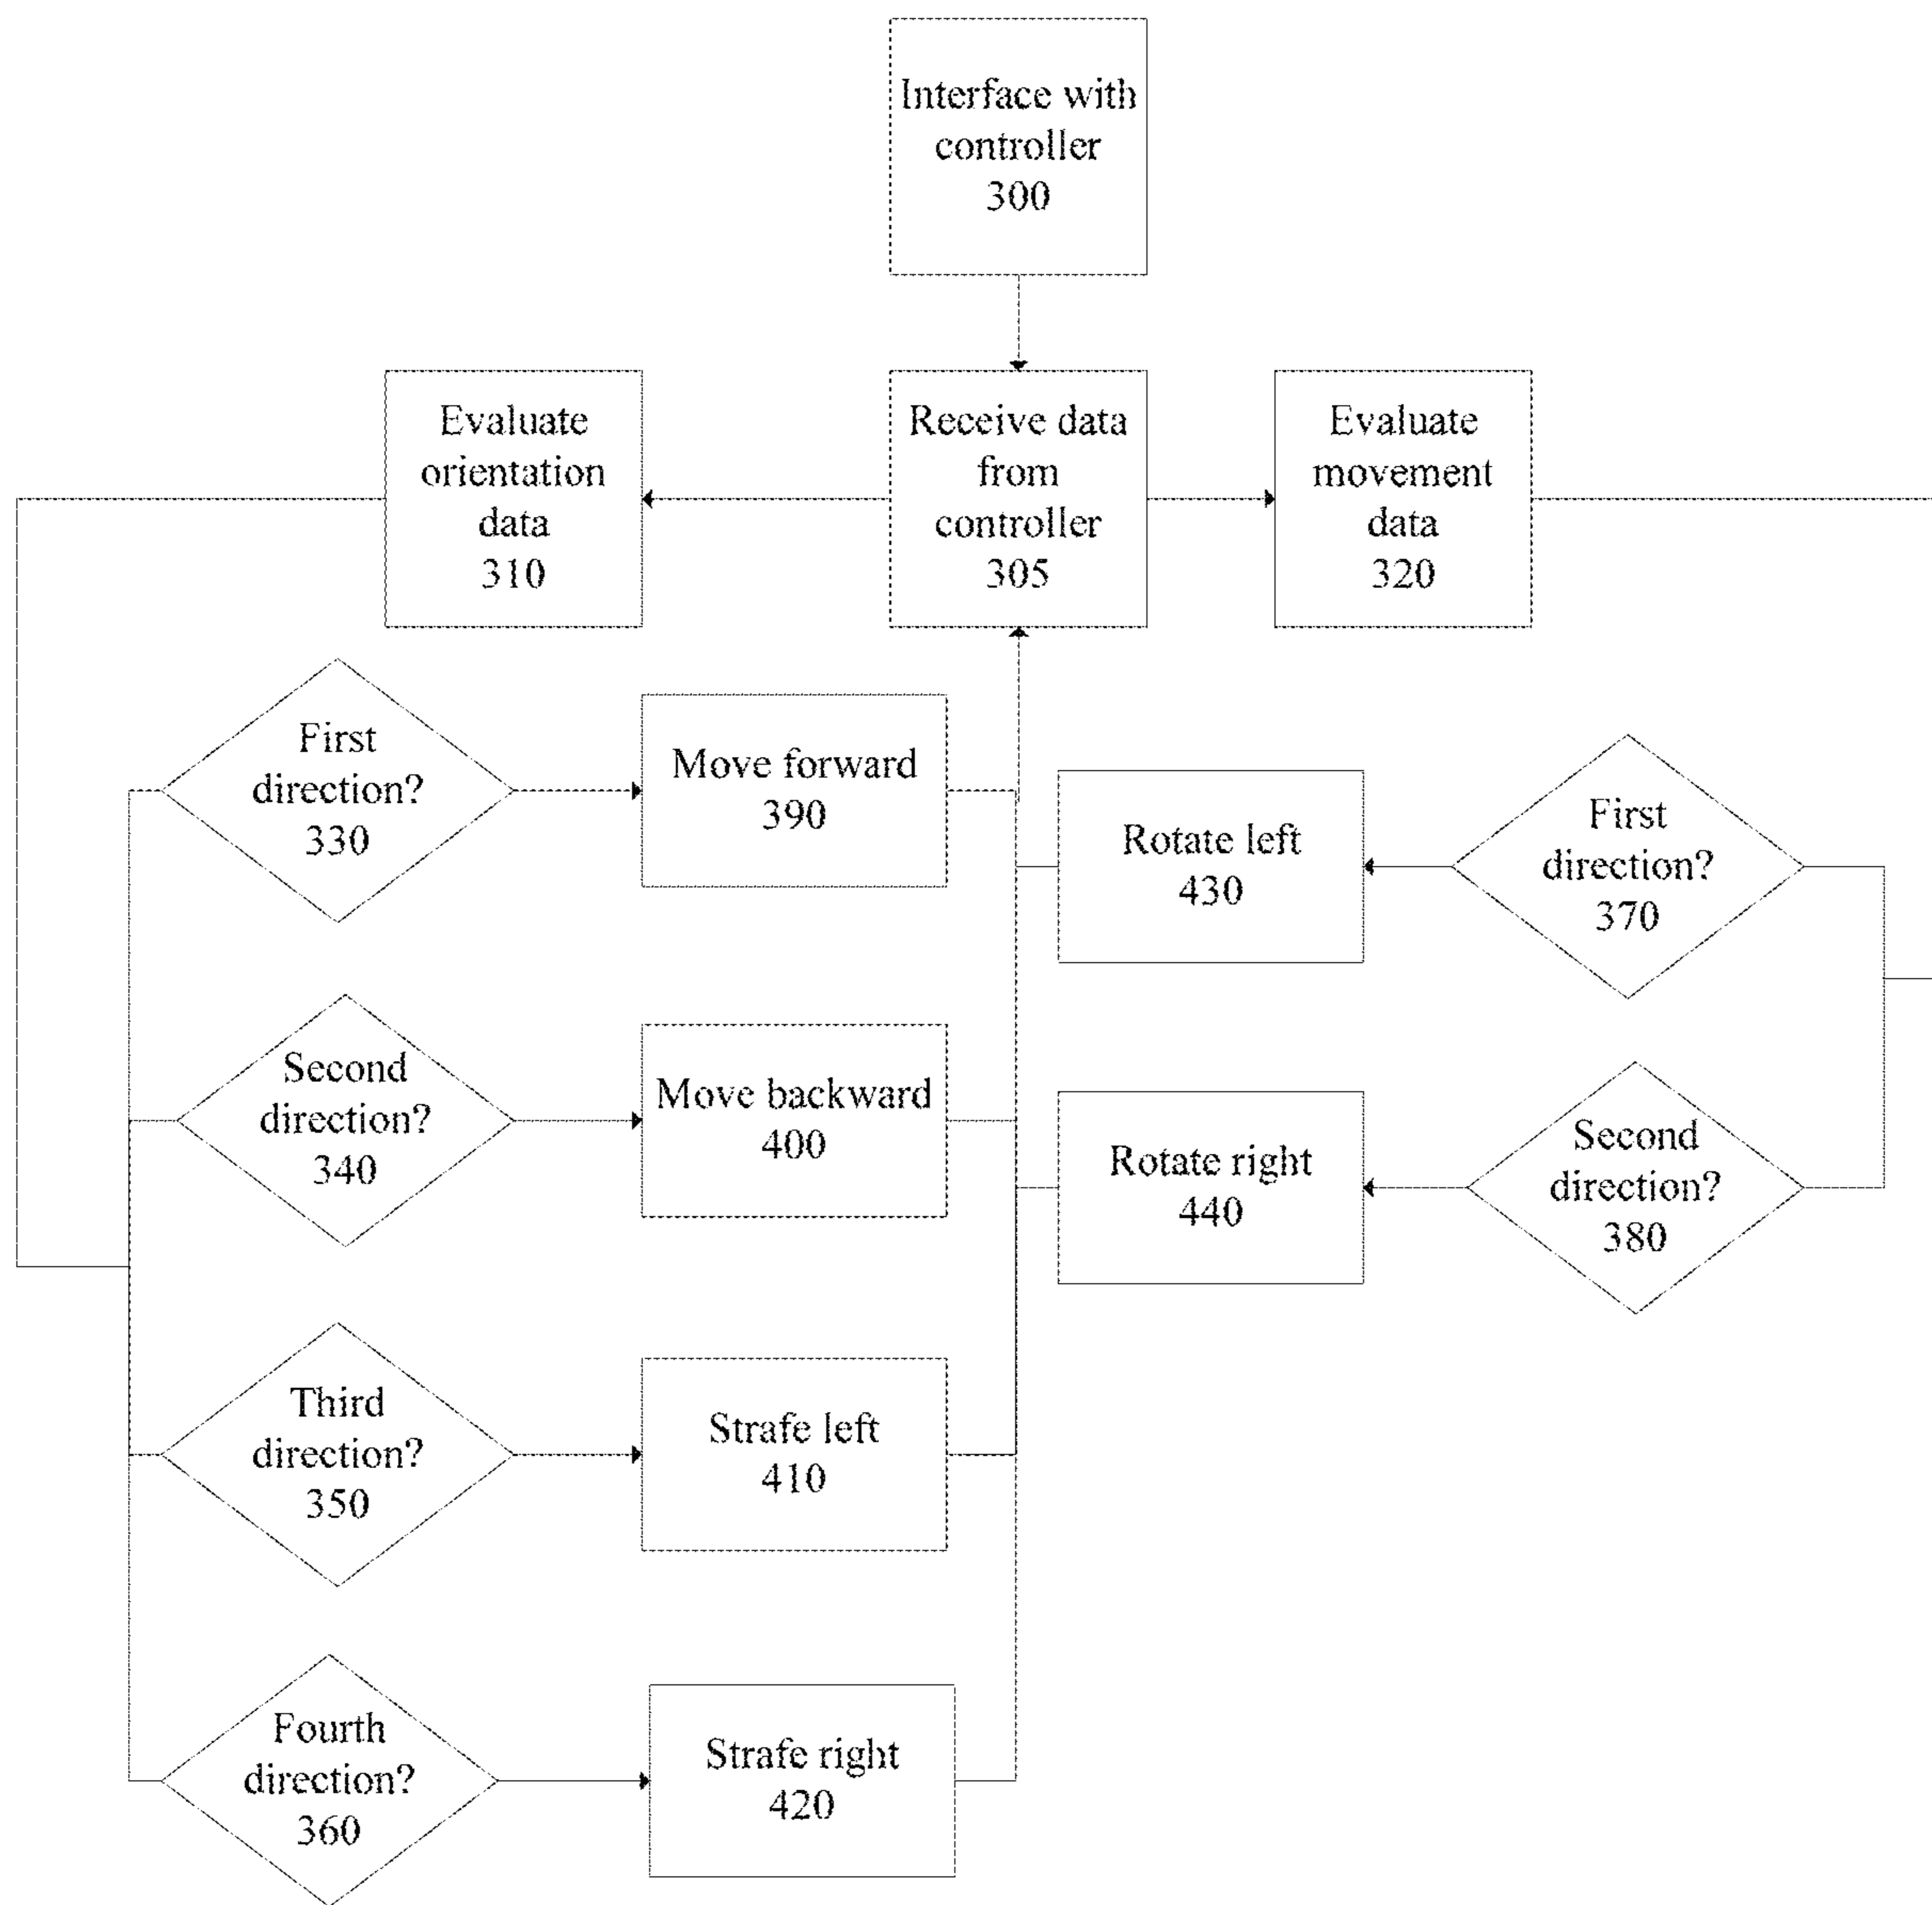 Interface with
controller
300
Evaluate
orientation
data
310
Receive data
from
controller
305
Evaluate
movement
data
320
First
direction?
330
Move forward
390
Rotate left
430
First
direction?
370
Second
direction?
340
Move backward
400
Rotate right
440
Second
direction?
380
Third
direction?
350
Strafe left
410
Fourth
direction?
360
Strafe right
420